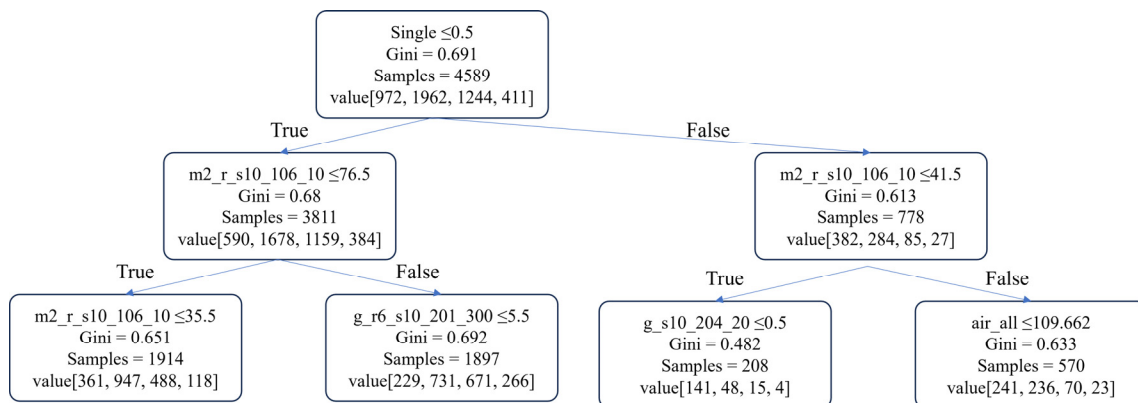 Single ≤0.5
Gini = 0.691
Samples = 4589
value[972, 1962, 1244, 411]
True
False
m2_r_s10_106_10 ≤76.5
Gini = 0.68
Samples = 3811
value[590, 1678, 1159, 384]
m2_r_s10_106_10 ≤41.5
Gini = 0.613
Samples = 778
value[382, 284, 85, 27]
True
False
True
False
m2_r_s10_106_10 ≤35.5
Gini = 0.651
Samples = 1914
value[361, 947, 488, 118]
g_r6_s10_201_300 ≤5.5
Gini = 0.692
Samples = 1897
value[229, 731, 671, 266]
g_s10_204_20 ≤0.5
Gini = 0.482
Samples = 208
value[141, 48, 15, 4]
air_all ≤109.662
Gini = 0.633
Samples = 570
value[241, 236, 70, 23]